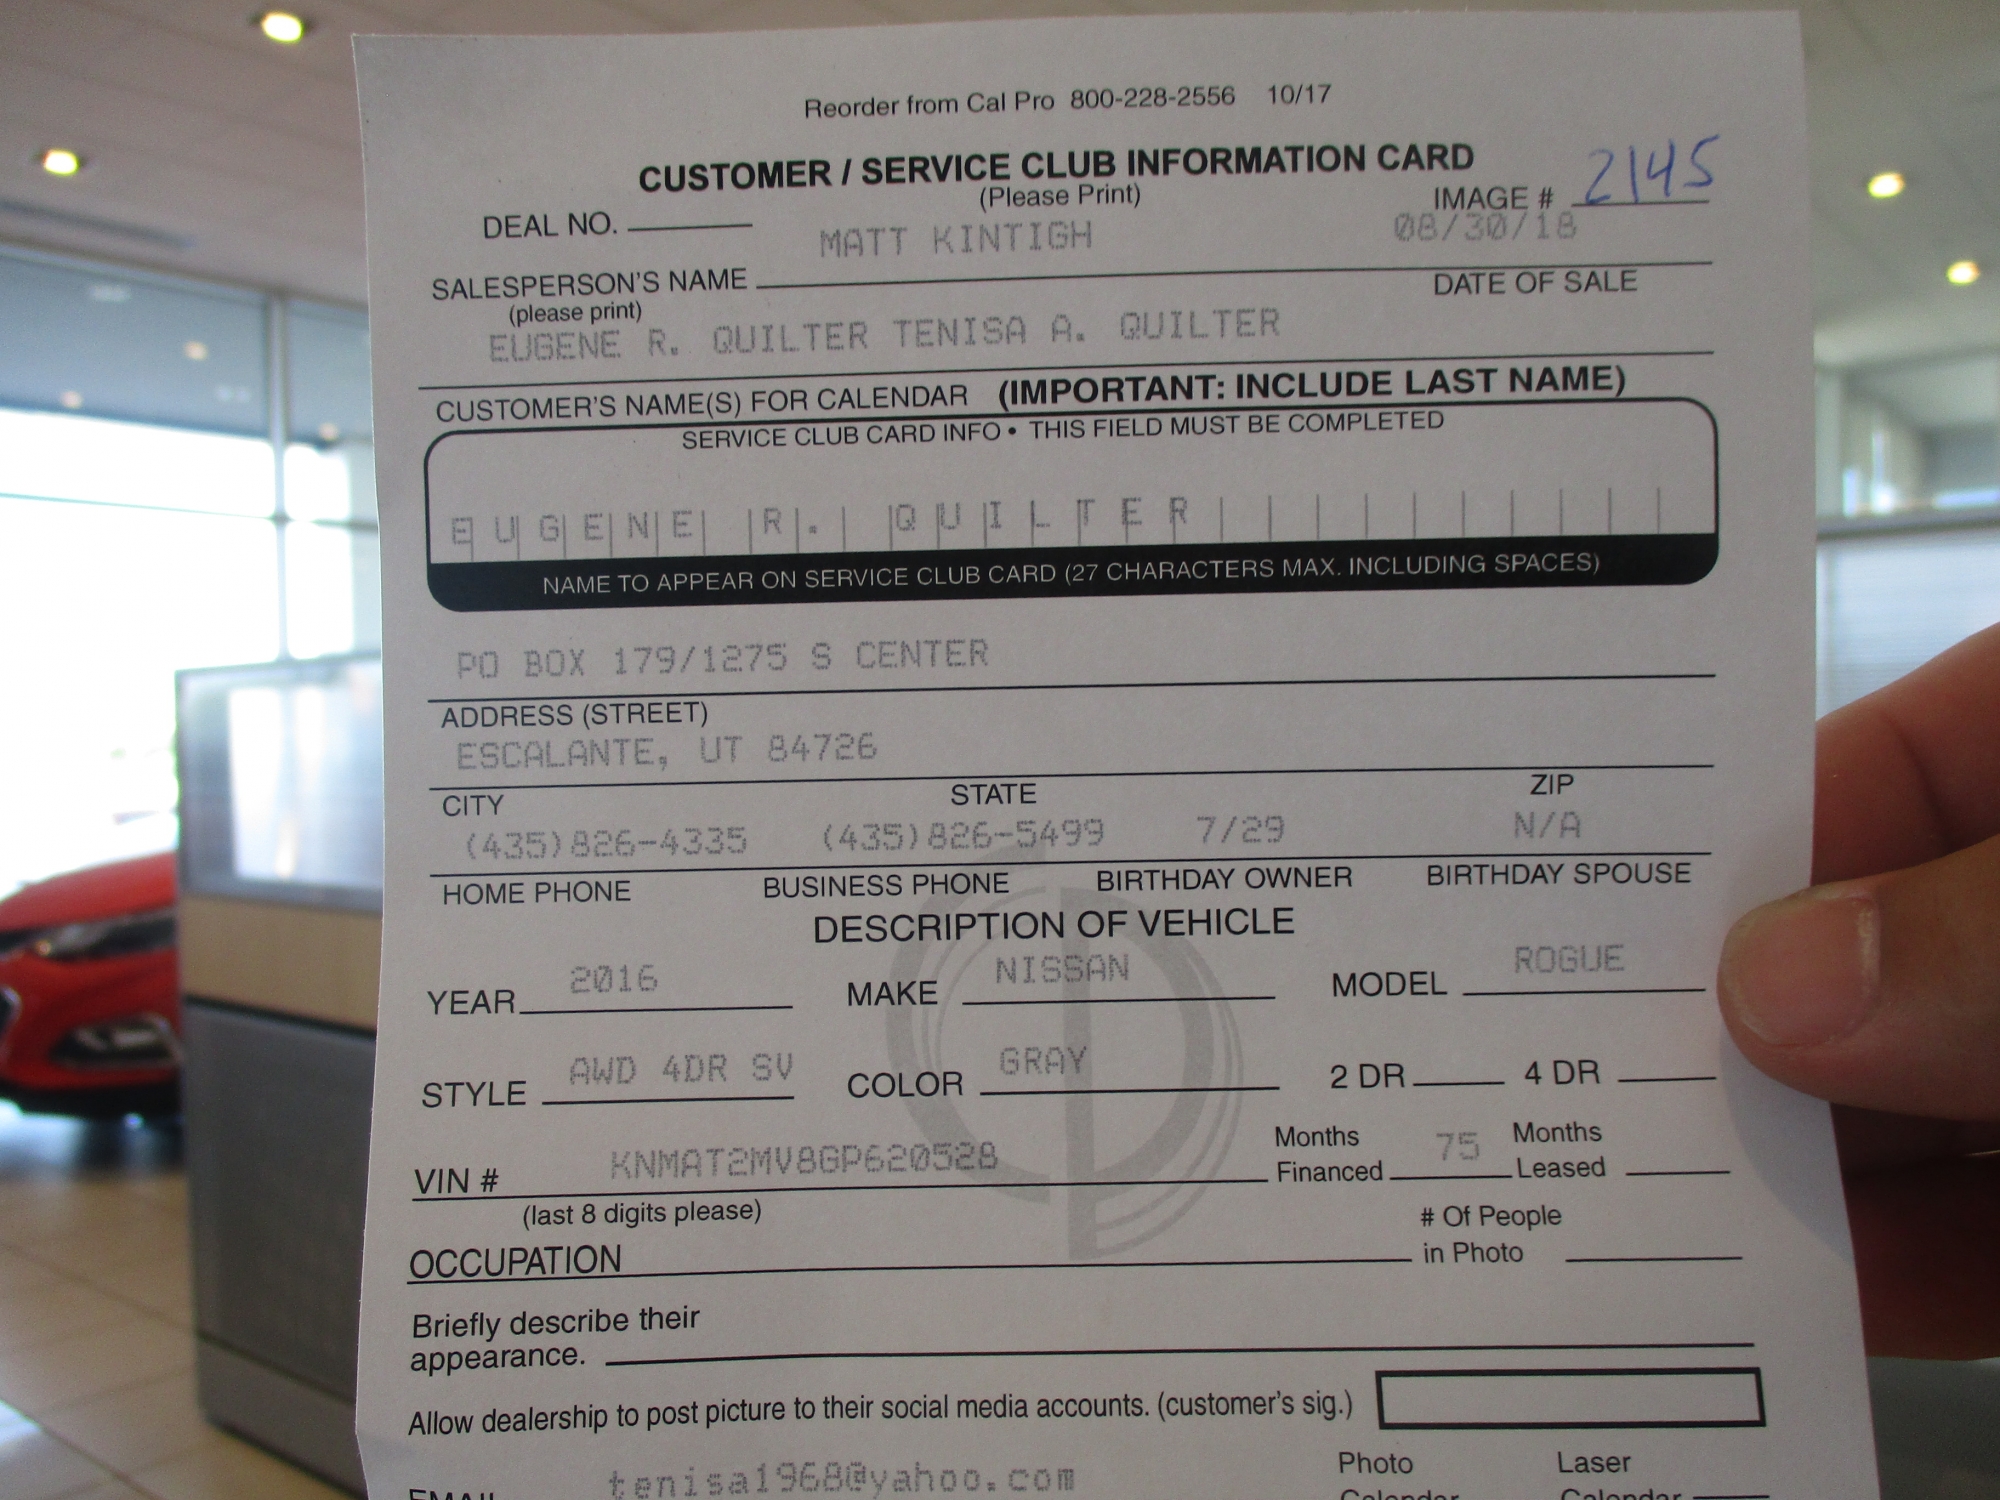 Reorder from Cal Pro 800-228-2556 10/17
CUSTOMER / SERVICE CLUB INFORMATION CARD
(Please Print)
IMAGE # 2145
DEAL NO.
MATT KINTIGH 08/30/18
SALESPERSON'S NAME DATE OF SALE
(please print)
EUGENE R. QUILTER TENISA A. QUILTER
CUSTOMER'S NAME(S) FOR CALENDAR (IMPORTANT: INCLUDE LAST NAME)
SERVICE CLUB CARD INFO • THIS FIELD MUST BE COMPLETED
EUGENE R. QUILTER
NAME TO APPEAR ON SERVICE CLUB CARD (27 CHARACTERS MAX. INCLUDING SPACES)
PO BOX 179/1275 S CENTER
ADDRESS (STREET)
ESCALANTE, UT 84726
CITY STATE ZIP
(435)826-4335 (435)826-5499 7/29 N/A
HOME PHONE BUSINESS PHONE BIRTHDAY OWNER BIRTHDAY SPOUSE
DESCRIPTION OF VEHICLE
YEAR 2016 MAKE NISSAN MODEL ROGUE
STYLE AWD 4DR SV COLOR GRAY 2 DR 4 DR
VIN # KNMAT2MV8GP620528 Months Financed 75 Months Leased
(last 8 digits please)
OCCUPATION # Of People in Photo
Briefly describe their
appearance.
Allow dealership to post picture to their social media accounts. (customer's sig.)
EMAIL tenisa1968@yahoo.com Photo Calendar Laser Calendar